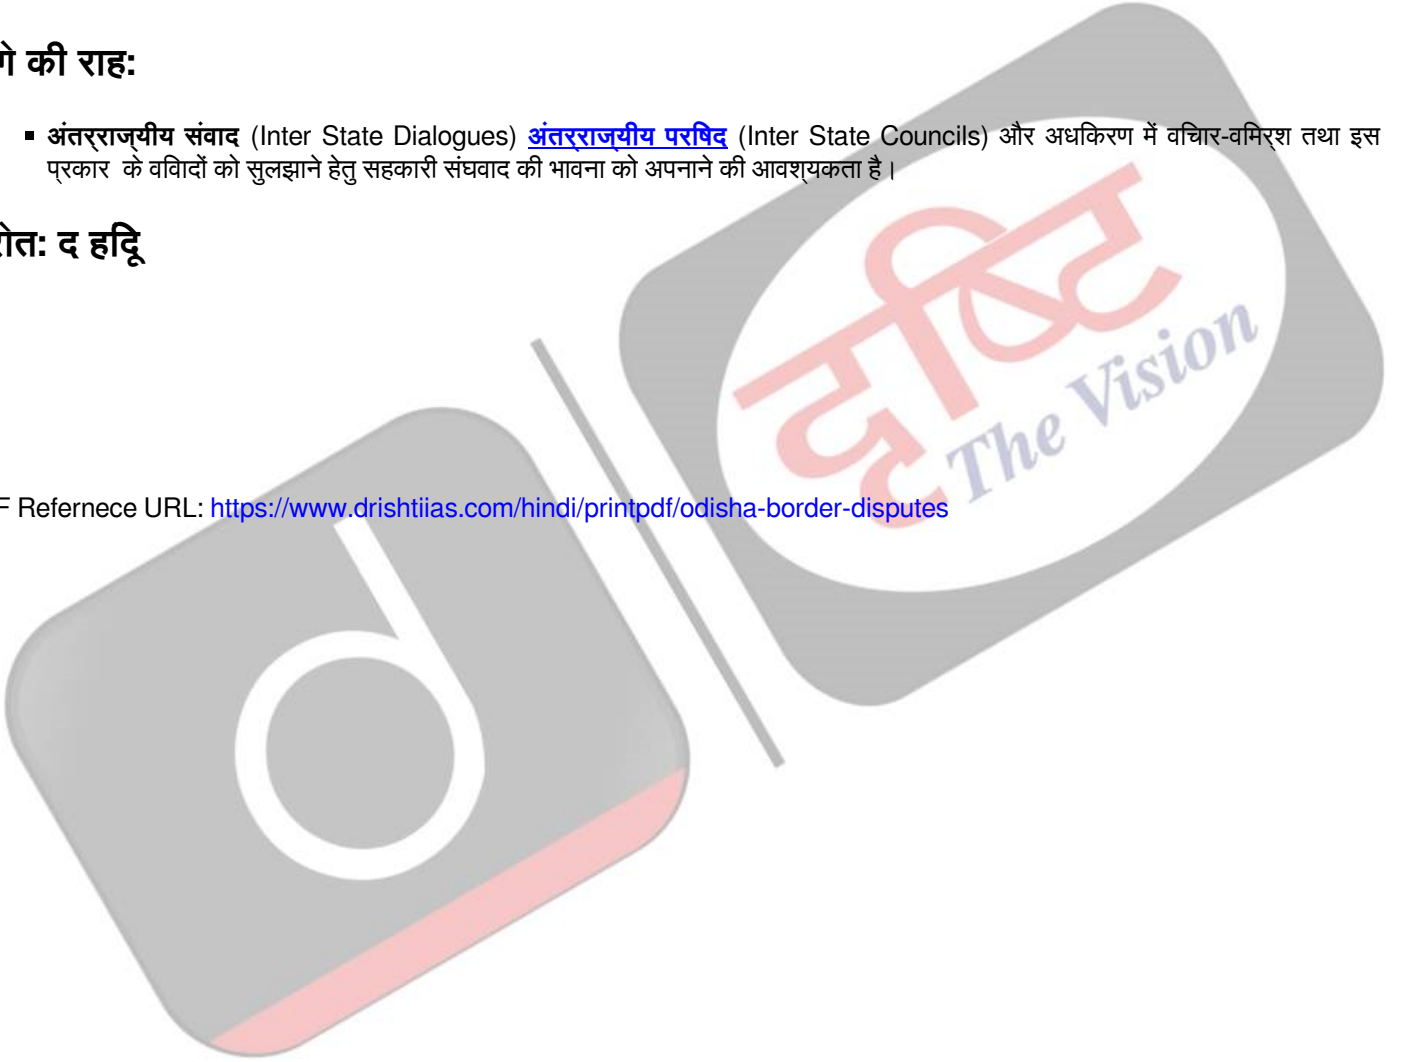 गे की राह:
▪ अंतर्राज्यीय संवाद (Inter State Dialogues) अंतर्राज्यीय परिषद (Inter State Councils) और अधिकरण में विचार-विमर्श तथा इस
प्रकार के विवादों को सुलझाने हेतु सहकारी संघवाद की भावना को अपनाने की आवश्यकता है।
रोत: द हिंदू
दृष्टि
The Vision
F Refernece URL: https://www.drishtiias.com/hindi/printpdf/odisha-border-disputes
d